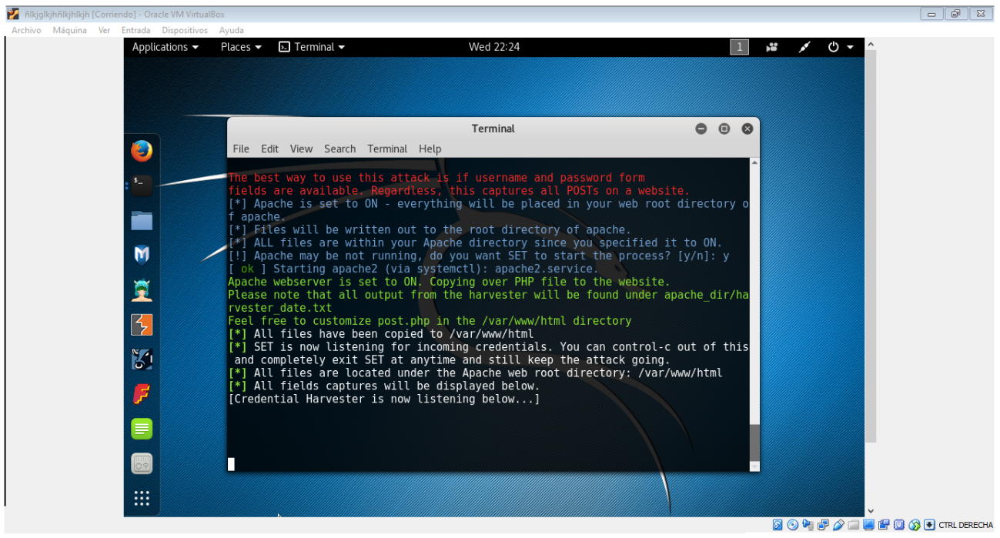 ñlkjglkjhñlkjhlkjh [Corriendo] - Oracle VM VirtualBox
Archivo Máquina Ver Entrada Dispositivos Ayuda
Applications Places Terminal Wed 22:24 1
Terminal
File Edit View Search Terminal Help
The best way to use this attack is if username and password form
fields are available. Regardless, this captures all POSTs on a website.
[*] Apache is set to ON - everything will be placed in your web root directory o
f apache.
[*] Files will be written out to the root directory of apache.
[*] ALL files are within your Apache directory since you specified it to ON.
[!] Apache may be not running, do you want SET to start the process? [y/n]: y
[ ok ] Starting apache2 (via systemctl): apache2.service.
Apache webserver is set to ON. Copying over PHP file to the website.
Please note that all output from the harvester will be found under apache_dir/ha
rvester_date.txt
Feel free to customize post.php in the /var/www/html directory
[*] All files have been copied to /var/www/html
[*] SET is now listening for incoming credentials. You can control-c out of this
and completely exit SET at anytime and still keep the attack going.
[*] All files are located under the Apache web root directory: /var/www/html
[*] All fields captures will be displayed below.
[Credential Harvester is now listening below...]
CTRL DERECHA